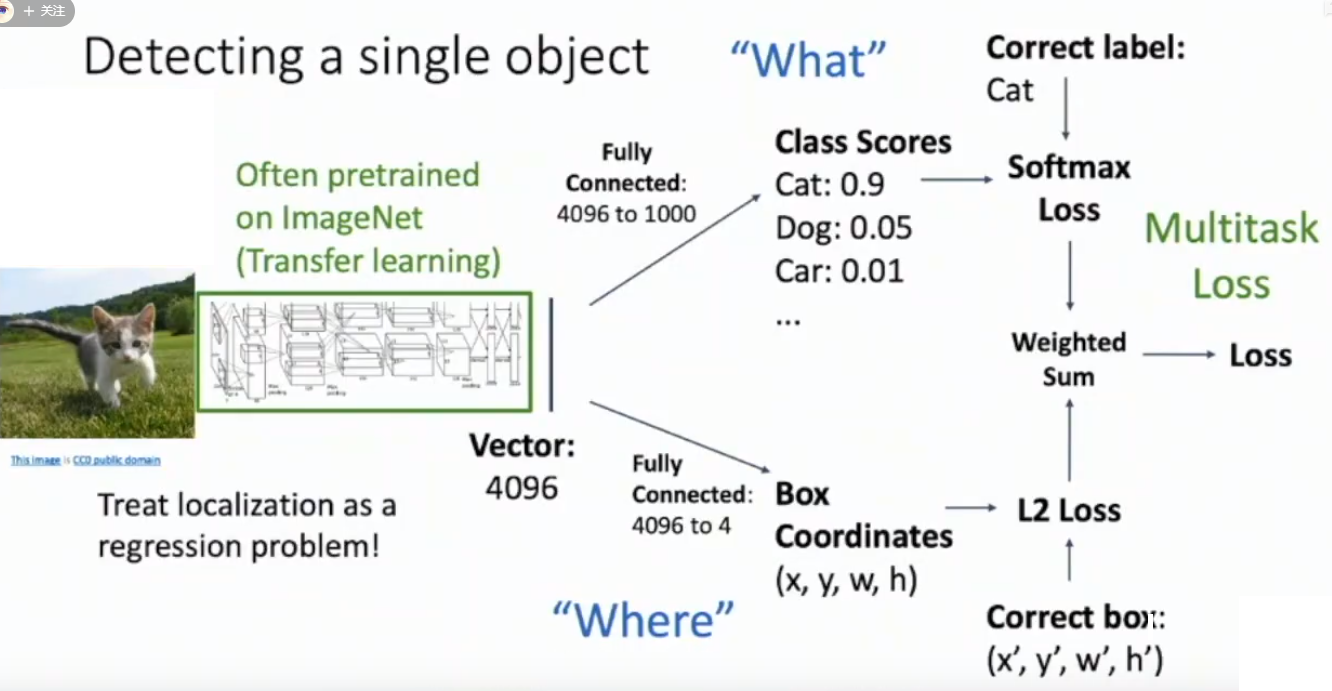 + 关注
Detecting a single object
"What"
Correct label:
Cat
Often pretrained
on ImageNet
(Transfer learning)
Fully
Connected:
4096 to 1000
Class Scores
Cat: 0.9
Dog: 0.05
Car: 0.01
...
Softmax
Loss
Multitask
Loss
Weighted
Sum
Loss
This image is CC0 public domain
Vector:
4096
Treat localization as a
regression problem!
Fully
Connected:
4096 to 4
Box
Coordinates
(x, y, w, h)
L2 Loss
"Where"
Correct box:
(x’, y’, w’, h’)